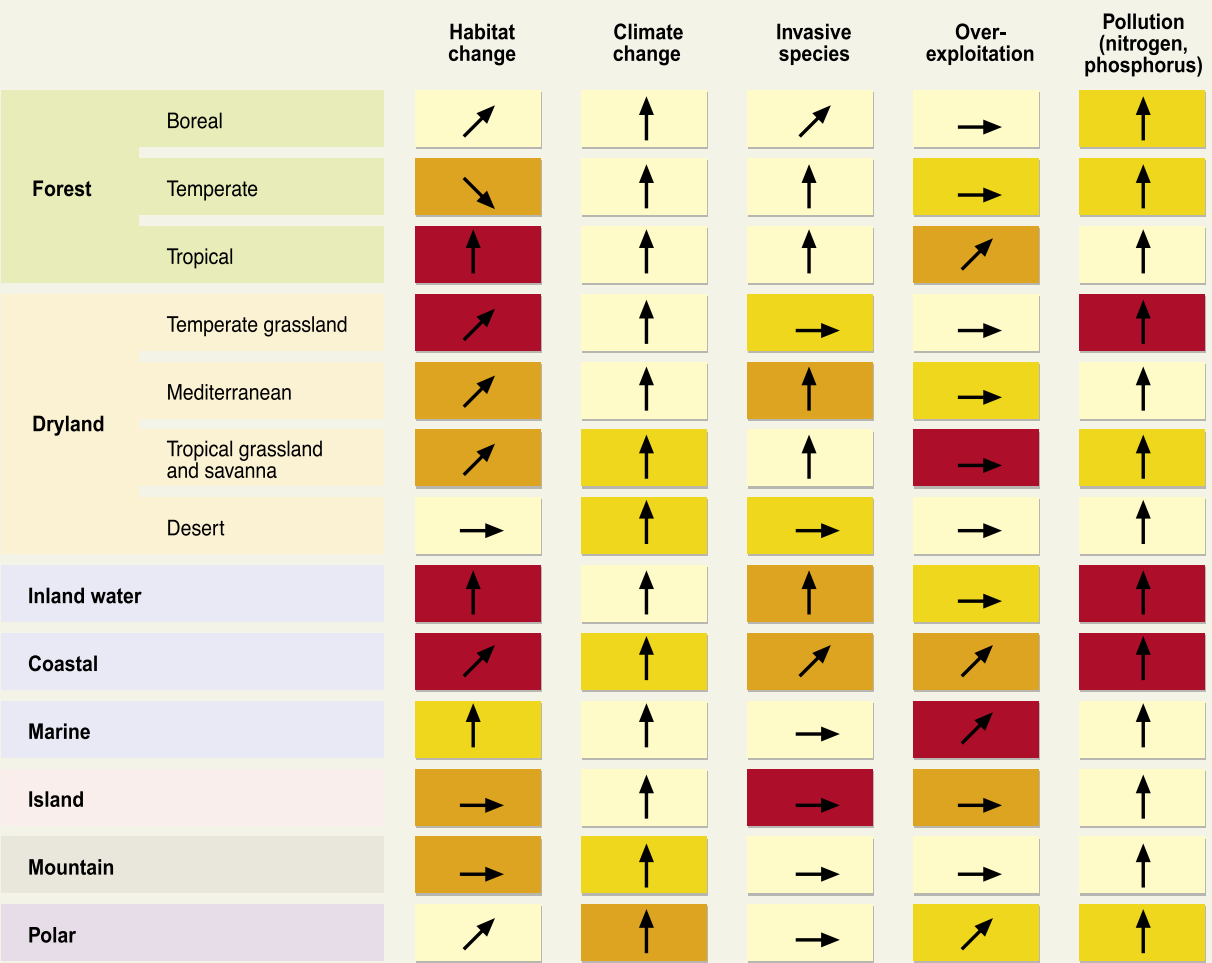 Habitat
change
Climate
change
Invasive
species
Over-
exploitation
Pollution
(nitrogen,
phosphorus)
Forest
Boreal
Temperate
Tropical
Dryland
Temperate grassland
Mediterranean
Tropical grassland
and savanna
Desert
Inland water
Coastal
Marine
Island
Mountain
Polar